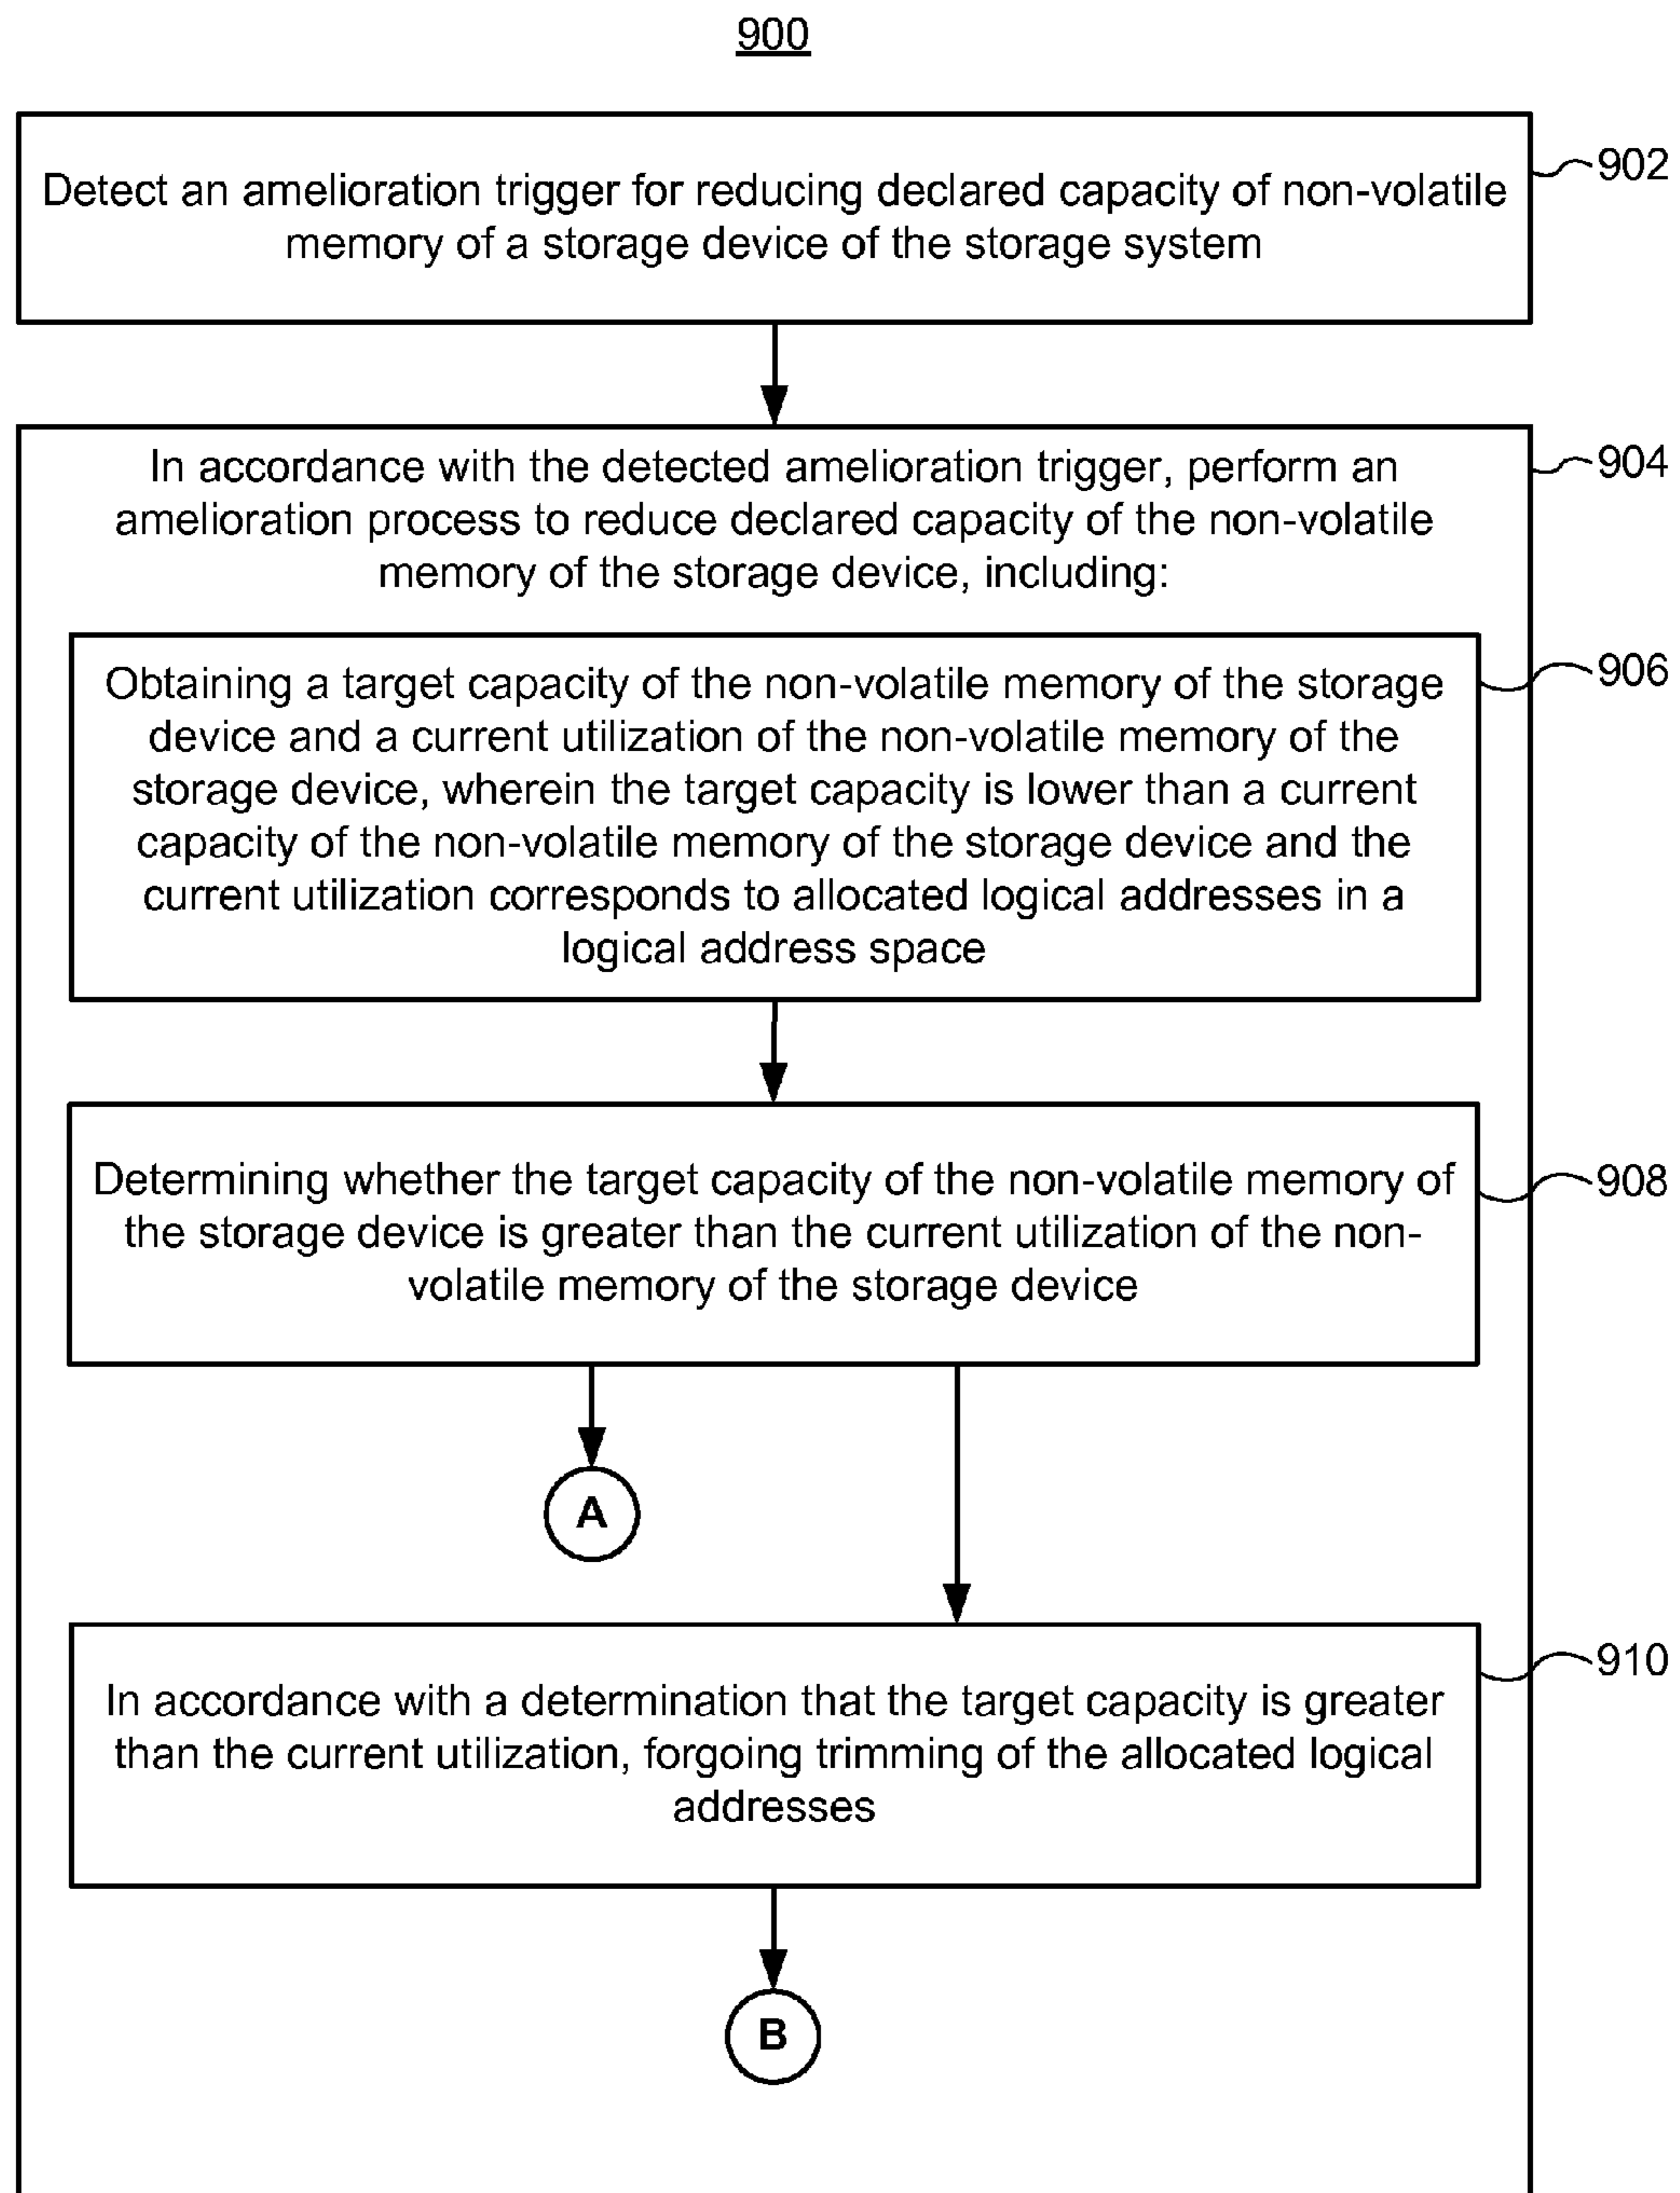 900
Detect an amelioration trigger for reducing declared capacity of non-volatile
memory of a storage device of the storage system
902
In accordance with the detected amelioration trigger, perform an
amelioration process to reduce declared capacity of the non-volatile
memory of the storage device, including:
904
Obtaining a target capacity of the non-volatile memory of the storage
device and a current utilization of the non-volatile memory of the
storage device, wherein the target capacity is lower than a current
capacity of the non-volatile memory of the storage device and the
current utilization corresponds to allocated logical addresses in a
logical address space
906
Determining whether the target capacity of the non-volatile memory of
the storage device is greater than the current utilization of the non-
volatile memory of the storage device
908
A
In accordance with a determination that the target capacity is greater
than the current utilization, forgoing trimming of the allocated logical
addresses
910
B